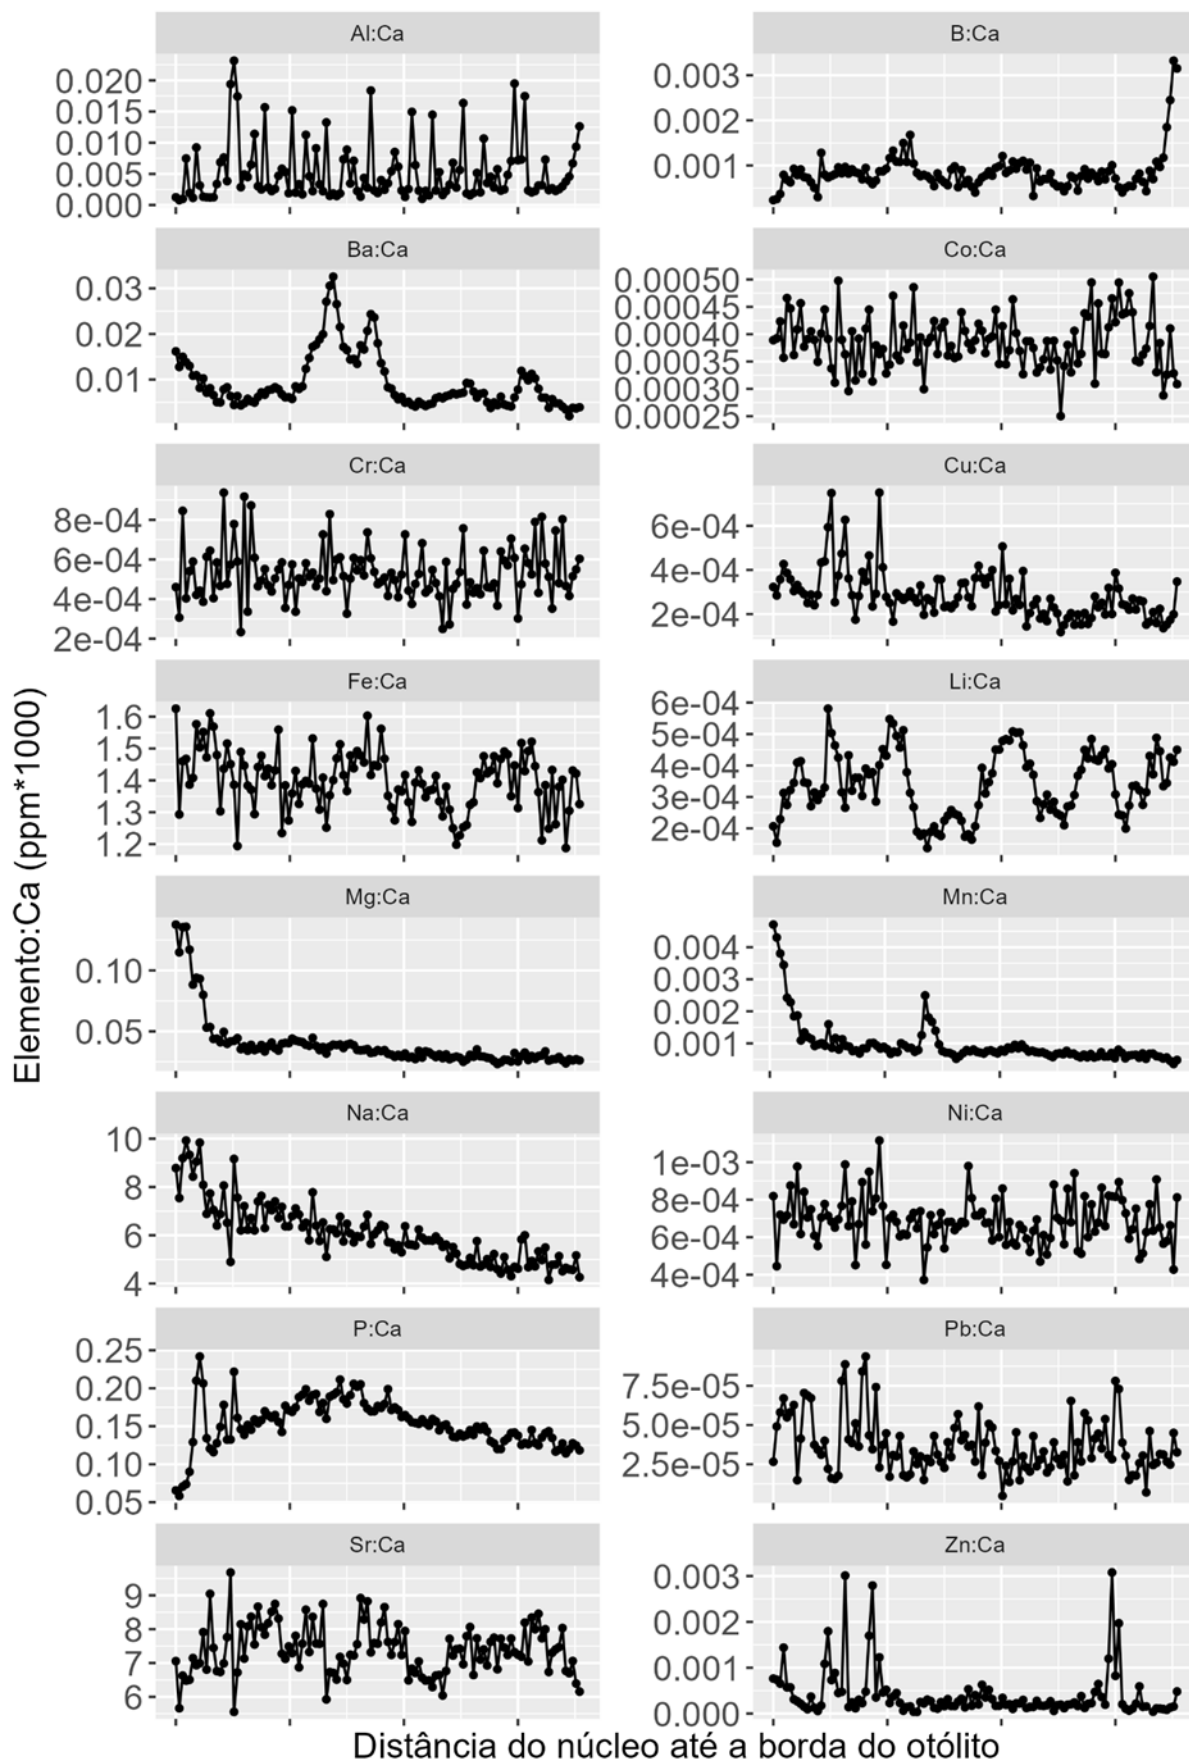 Al:Ca
0.020
0.015
0.010
0.005
0.000
B:Ca
0.003
0.002
0.001
Ba:Ca
0.03
0.02
0.01
Co:Ca
0.00050
0.00045
0.00040
0.00035
0.00030
0.00025
Cr:Ca
8e-04
6e-04
4e-04
2e-04
Cu:Ca
6e-04
4e-04
2e-04
Elemento:Ca (ppm*1000)
Fe:Ca
1.6
1.5
1.4
1.3
1.2
Li:Ca
6e-04
5e-04
4e-04
3e-04
2e-04
Mg:Ca
0.10
0.05
Mn:Ca
0.004
0.003
0.002
0.001
Na:Ca
10
8
6
4
Ni:Ca
1e-03
8e-04
6e-04
4e-04
P:Ca
0.25
0.20
0.15
0.10
0.05
Pb:Ca
7.5e-05
5.0e-05
2.5e-05
Sr:Ca
9
8
7
6
Zn:Ca
0.003
0.002
0.001
0.000
Distância do núcleo até a borda do otólito